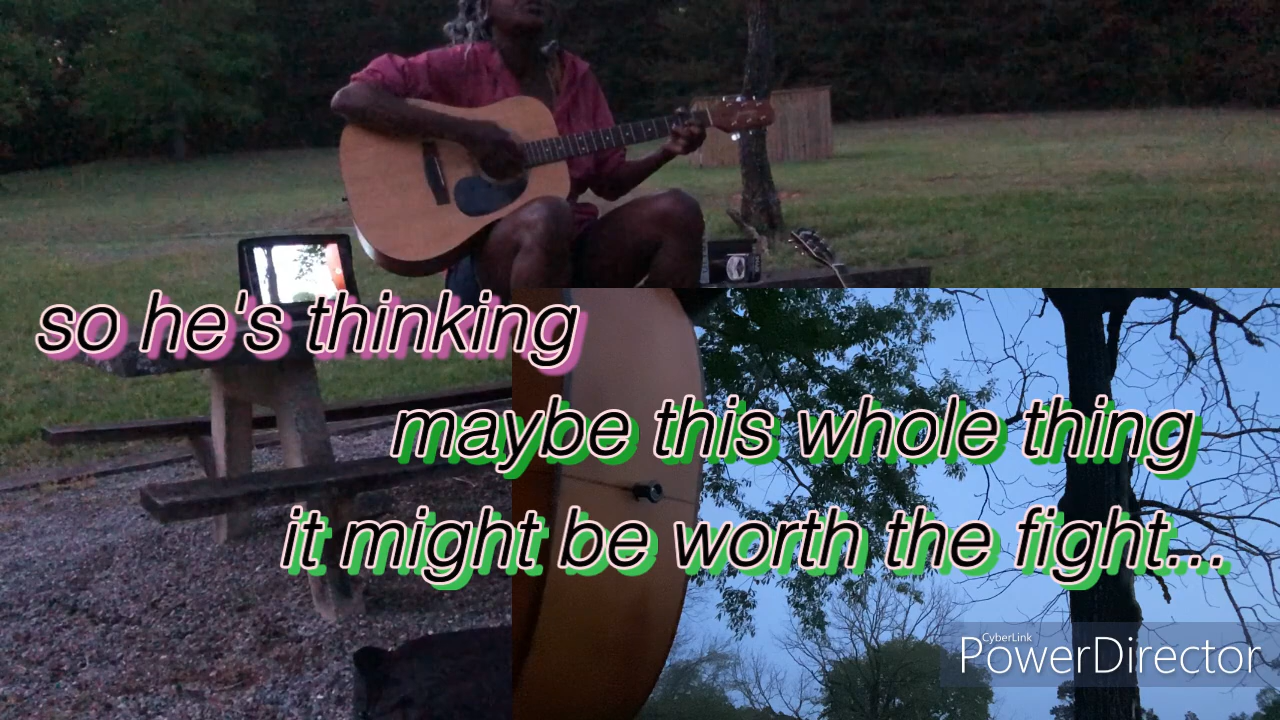 so he's thinking
maybe this whole thing
it might be worth the fight...
CyberLink
PowerDirector